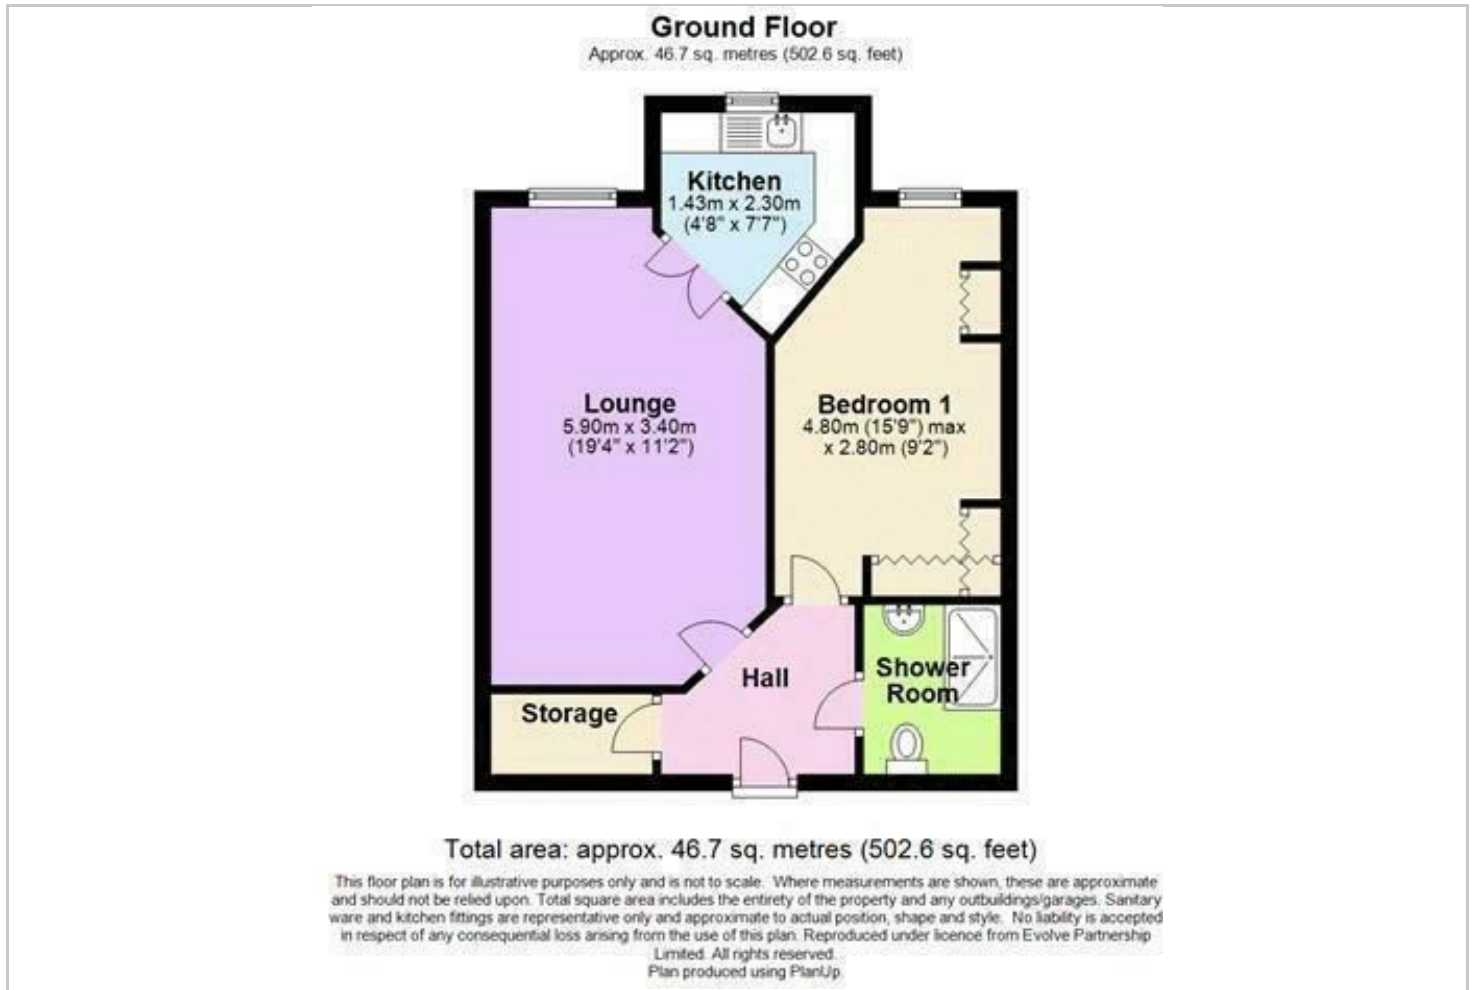 Ground Floor
Approx. 46.7 sq. metres (502.6 sq. feet)
Kitchen
1.43m x 2.30m
(4'8" x 7'7")
Lounge
5.90m x 3.40m
(19'4" x 11'2")
Bedroom 1
4.80m (15'9") max
x 2.80m (9'2")
Hall
Shower
Room
Storage
Total area: approx. 46.7 sq. metres (502.6 sq. feet)
This floor plan is for illustrative purposes only and is not to scale. Where measurements are shown, these are approximate
and should not be relied upon. Total square area includes the entirety of the property and any outbuildings/garages. Sanitary
ware and kitchen fittings are representative only and approximate to actual position, shape and style. No liability is accepted
in respect of any consequential loss arising from the use of this plan. Reproduced under licence from Evolve Partnership
Limited. All rights reserved.
Plan produced using PlanUp.